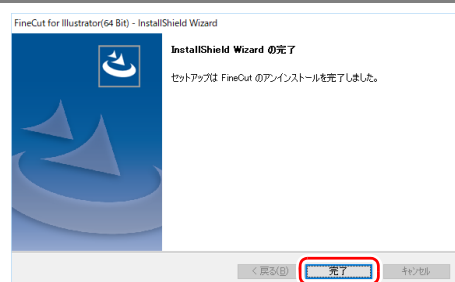 FineCut for Illustrator(64 Bit) - InstallShield Wizard
InstallShield Wizard の完了
セットアップは FineCut のアンインストールを完了しました。
< 戻る(B)
完了
キャンセル